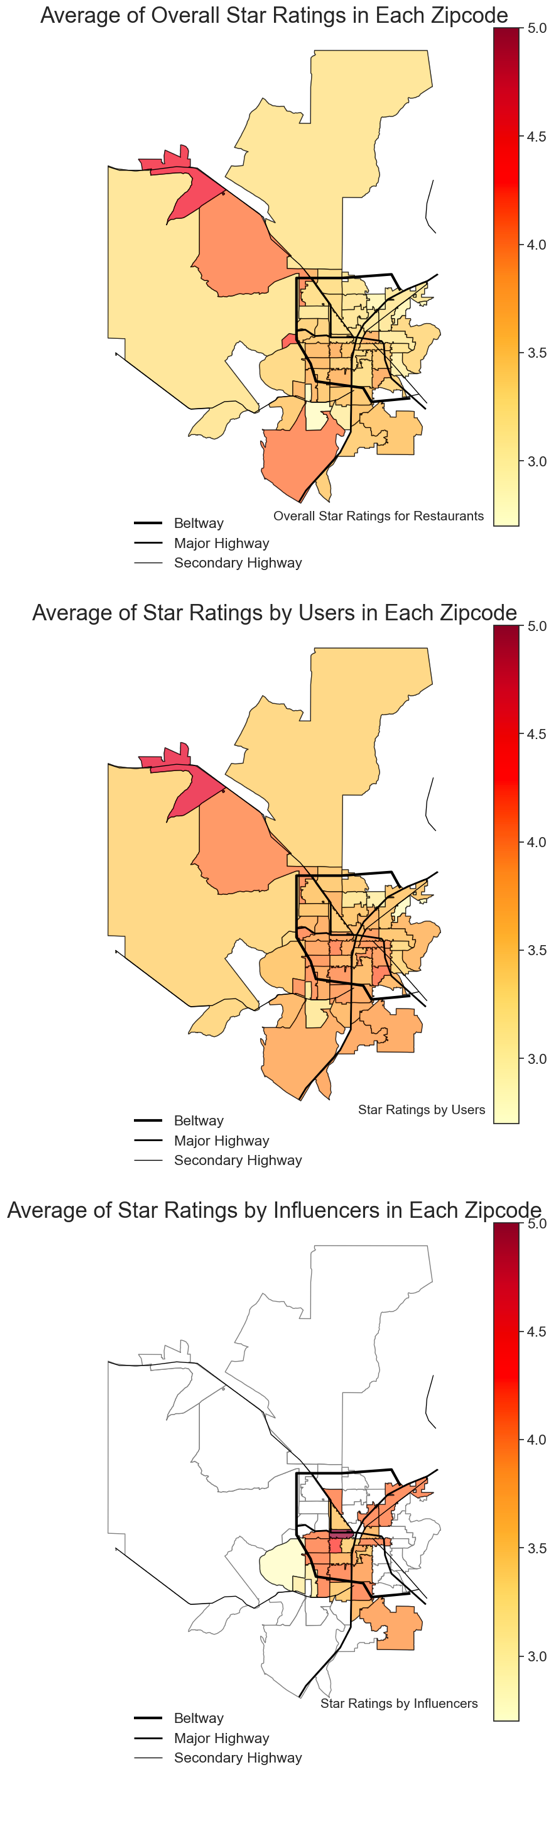 Average of Overall Star Ratings in Each Zipcode
5.0
4.5
4.0
3.5
3.0
Overall Star Ratings for Restaurants
Beltway
Major Highway
Secondary Highway
Average of Star Ratings by Users in Each Zipcode
5.0
4.5
4.0
3.5
3.0
Star Ratings by Users
Beltway
Major Highway
Secondary Highway
Average of Star Ratings by Influencers in Each Zipcode
5.0
4.5
4.0
3.5
3.0
Star Ratings by Influencers
Beltway
Major Highway
Secondary Highway